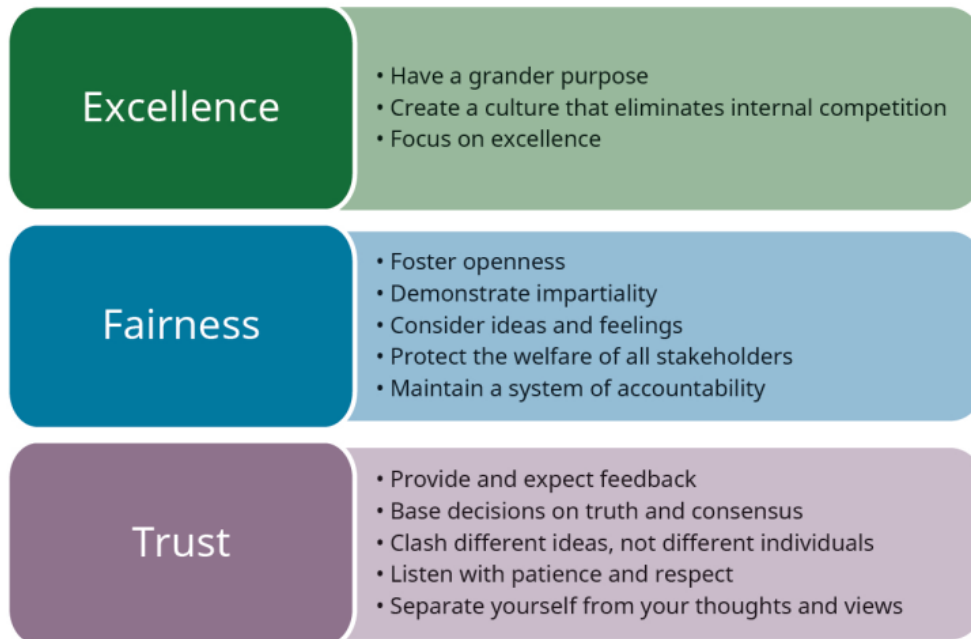 Excellence
• Have a grander purpose
• Create a culture that eliminates internal competition
• Focus on excellence
Fairness
• Foster openness
• Demonstrate impartiality
• Consider ideas and feelings
• Protect the welfare of all stakeholders
• Maintain a system of accountability
Trust
• Provide and expect feedback
• Base decisions on truth and consensus
• Clash different ideas, not different individuals
• Listen with patience and respect
• Separate yourself from your thoughts and views